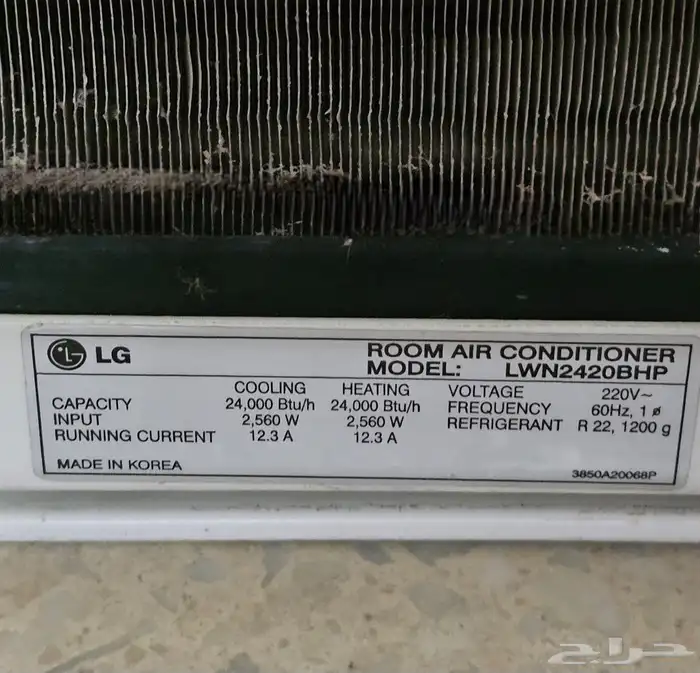 LG
ROOM AIR CONDITIONER
MODEL: LWN2420BHP
COOLING HEATING
CAPACITY 24,000 Btu/h 24,000 Btu/h
INPUT 2,560 W 2,560 W
RUNNING CURRENT 12.3 A 12.3 A
VOLTAGE 220V~
FREQUENCY 60Hz, 1 ø
REFRIGERANT R 22, 1200 g
MADE IN KOREA
3850A20068P
حراج